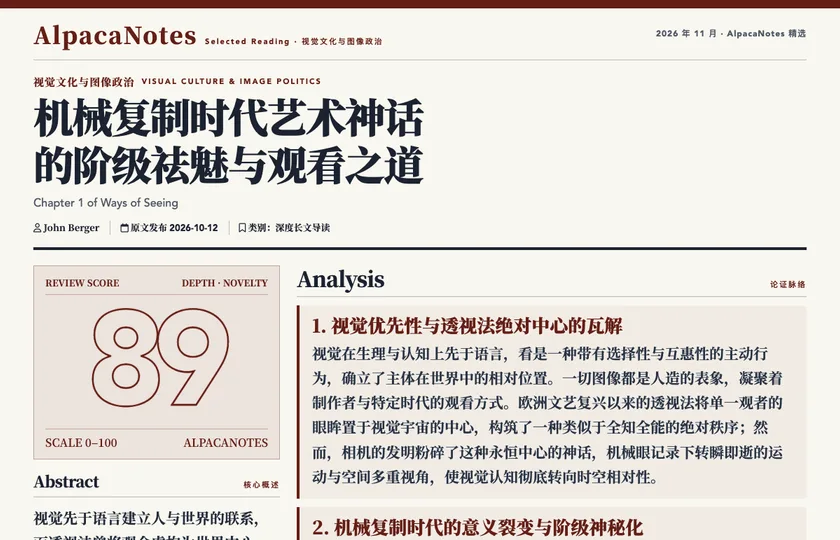 AlpacaNotes Selected Reading · 视觉文化与图像政治
2026 年 11 月 · AlpacaNotes 精选
视觉文化与图像政治 VISUAL CULTURE & IMAGE POLITICS
机械复制时代艺术神话
的阶级祛魅与观看之道
Chapter 1 of Ways of Seeing
John Berger 原文发布 2026-10-12 类别：深度长文导读
REVIEW SCORE DEPTH · NOVELTY
89
SCALE 0–100 ALPACANOTES
Abstract 核心概述
视觉先于语言建立人与世界的联系，
Analysis 论证脉络
1. 视觉优先性与透视法绝对中心的瓦解
视觉在生理与认知上先于语言，看是一种带有选择性与互惠性的主动行
为，确立了主体在世界中的相对位置。一切图像都是人造的表象，凝聚着
制作者与特定时代的观看方式。欧洲文艺复兴以来的透视法将单一观者的
眼眸置于视觉宇宙的中心，构筑了一种类似于全知全能的绝对秩序；然
而，相机的发明粉碎了这种永恒中心的神话，机械眼记录下转瞬即逝的运
动与空间多重视角，使视觉认知彻底转向时空相对性。
2. 机械复制时代的意义裂变与阶级神秘化